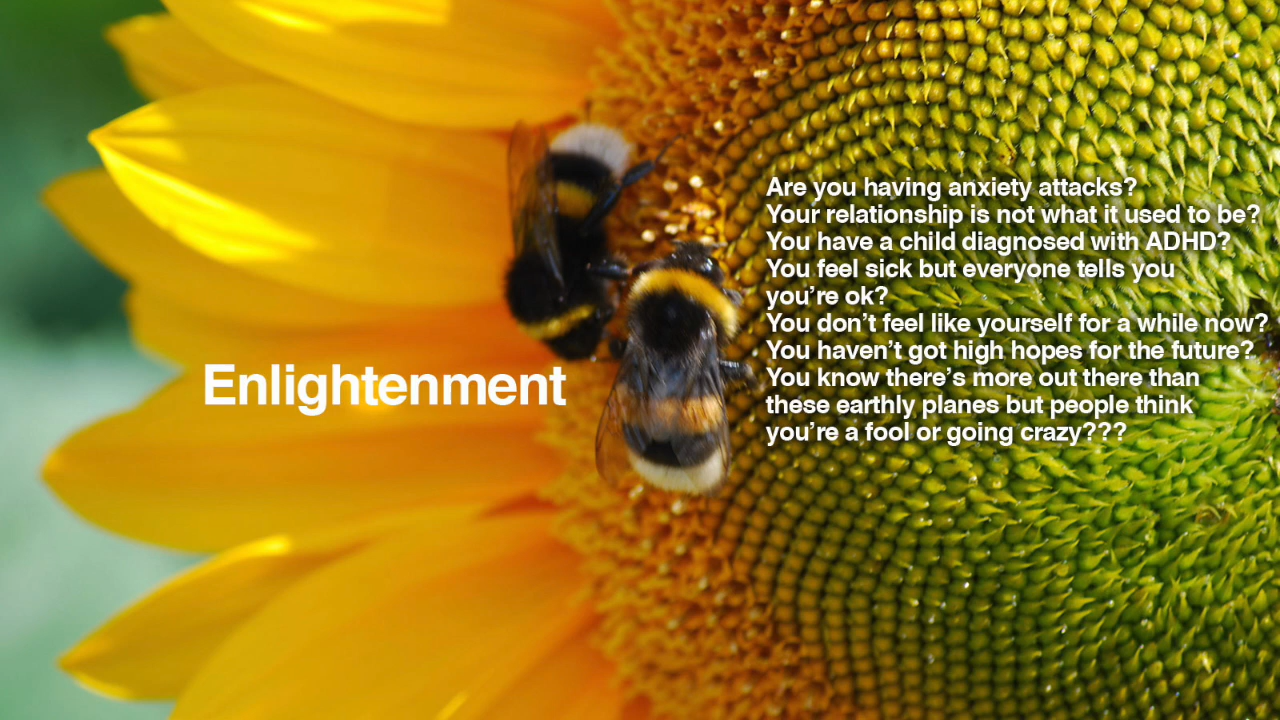 Enlightenment
Are you having anxiety attacks?
Your relationship is not what it used to be?
You have a child diagnosed with ADHD?
You feel sick but everyone tells you
you’re ok?
You don’t feel like yourself for a while now?
You haven’t got high hopes for the future?
You know there’s more out there than
these earthly planes but people think
you’re a fool or going crazy???